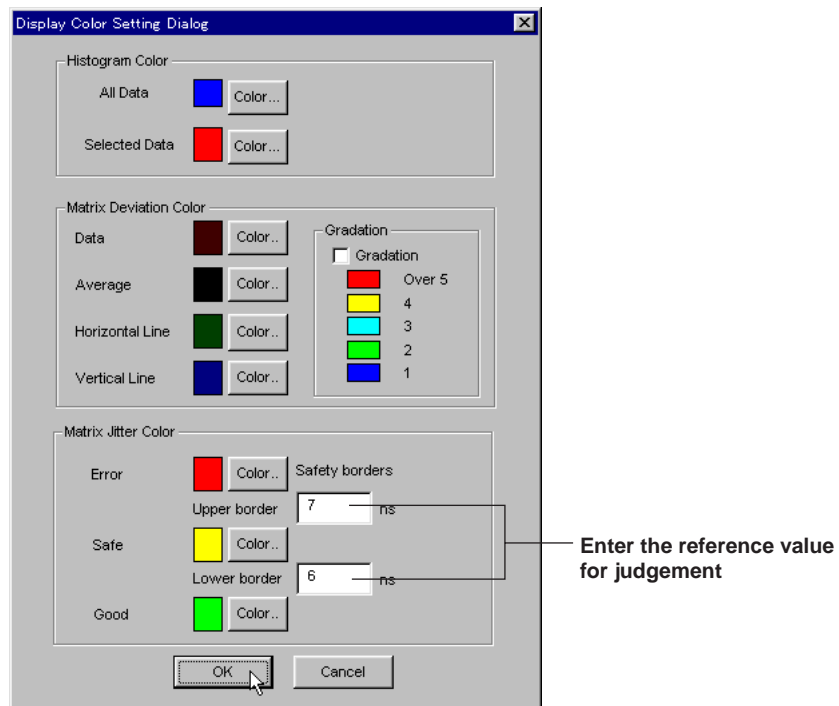 Display Color Setting Dialog
Histogram Color
All Data Color...
Selected Data Color...
Matrix Deviation Color
Data Color..
Average Color..
Horizontal Line Color..
Vertical Line Color..
Gradation
Gradation
Over 5
4
3
2
1
Matrix Jitter Color
Error Color.. Safety borders
Upper border 7 ns
Safe Color..
Lower border 6 ns
Good Color..
OK Cancel
Enter the reference value
for judgement